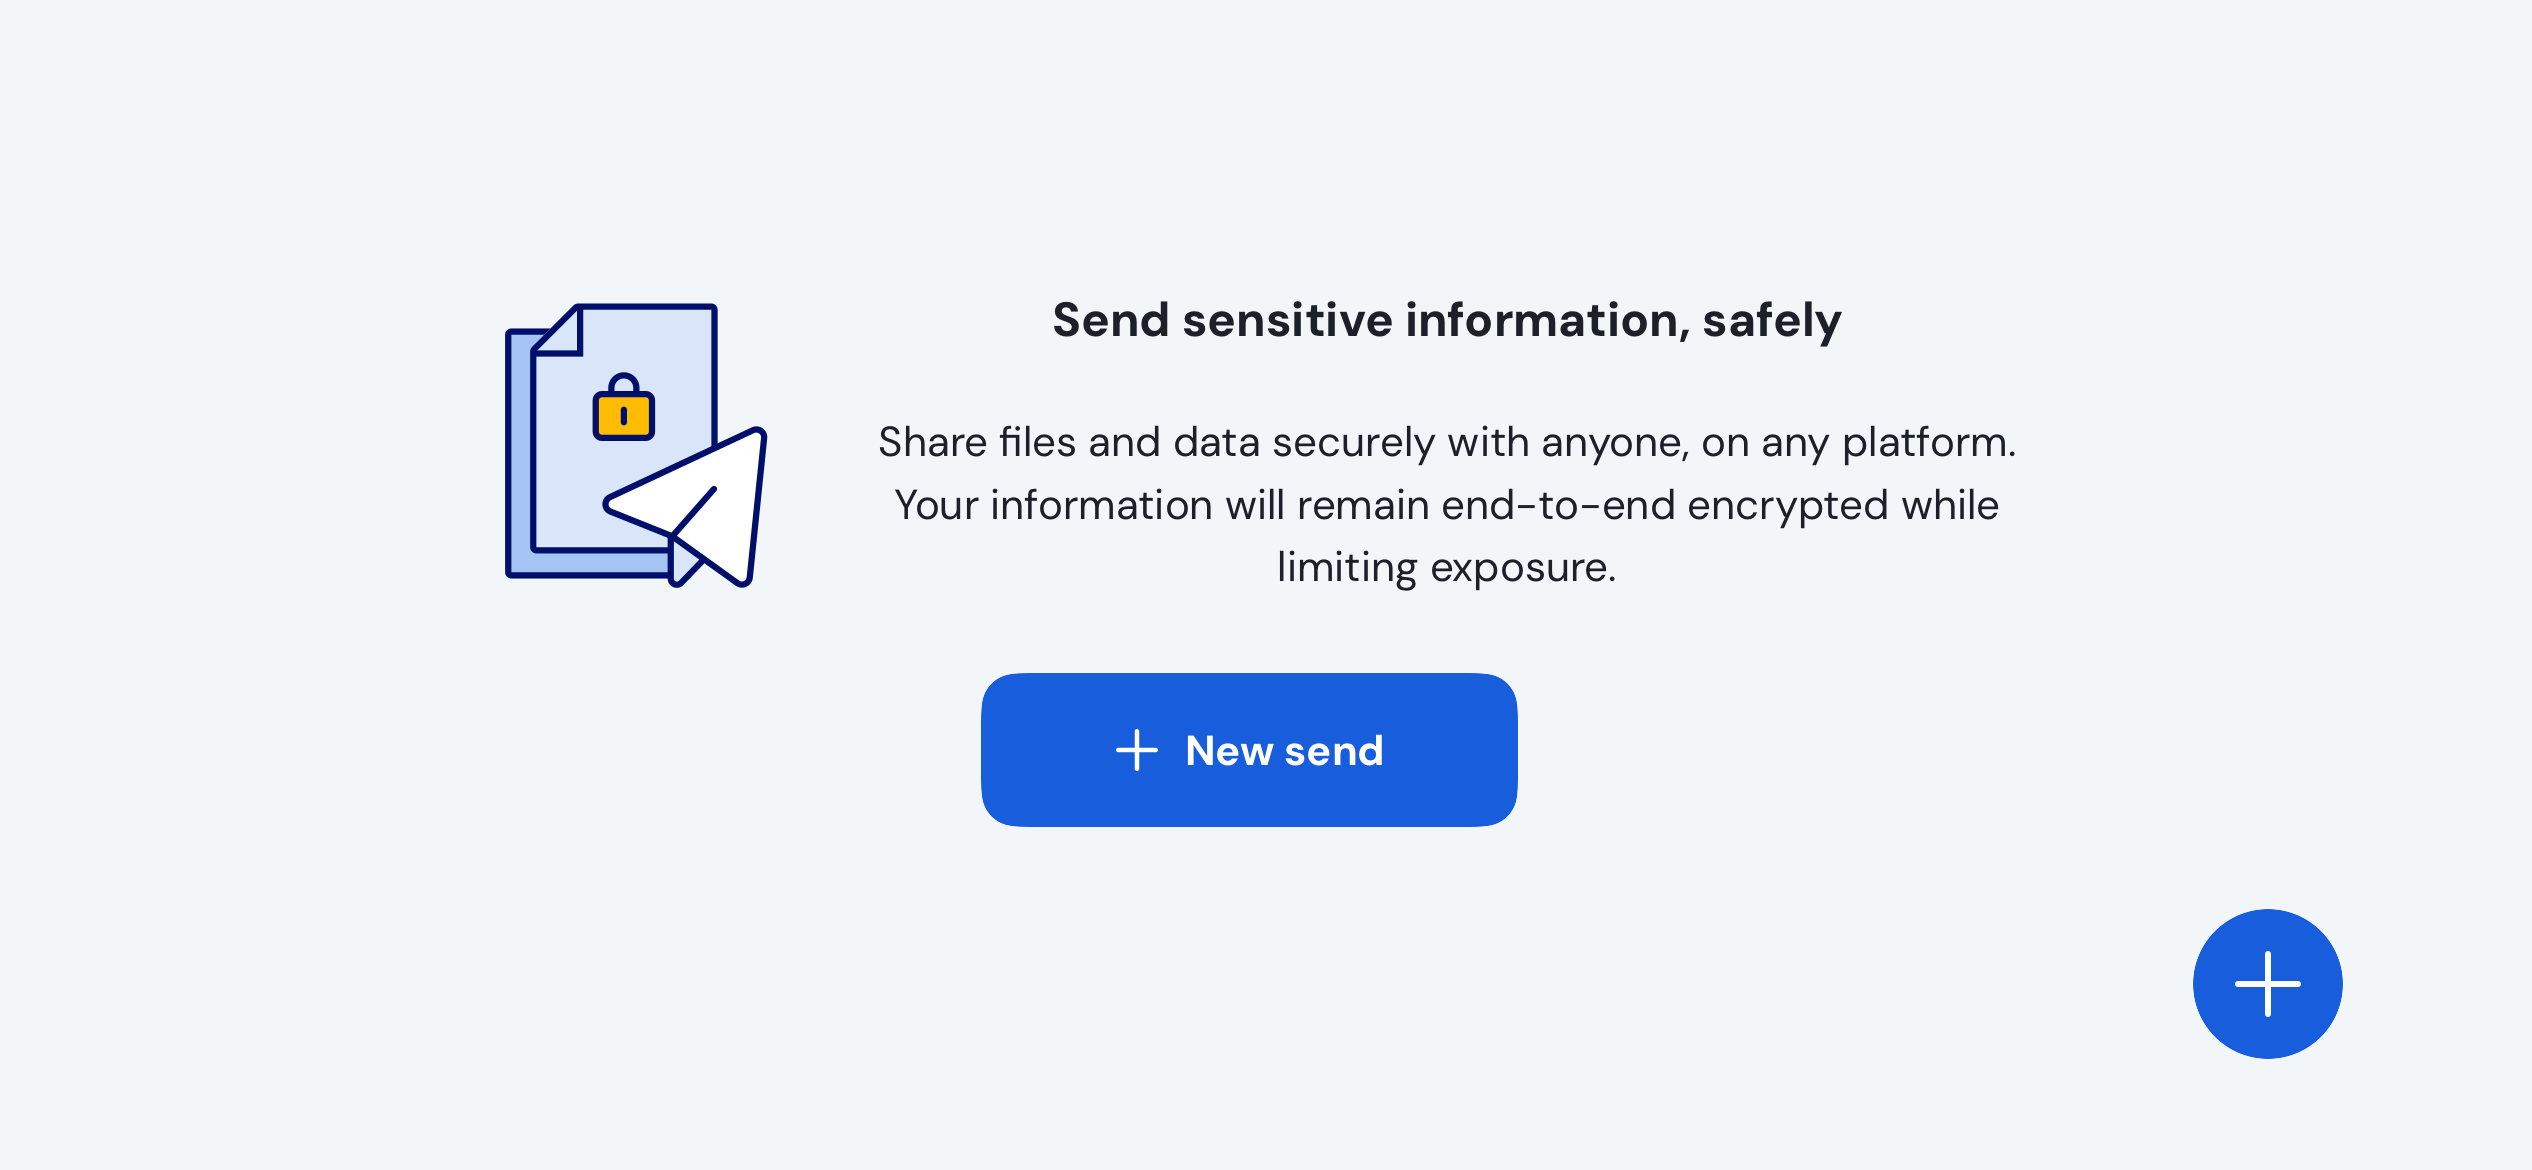 Send sensitive information, safely
Share files and data securely with anyone, on any platform.
Your information will remain end-to-end encrypted while
limiting exposure.
New send